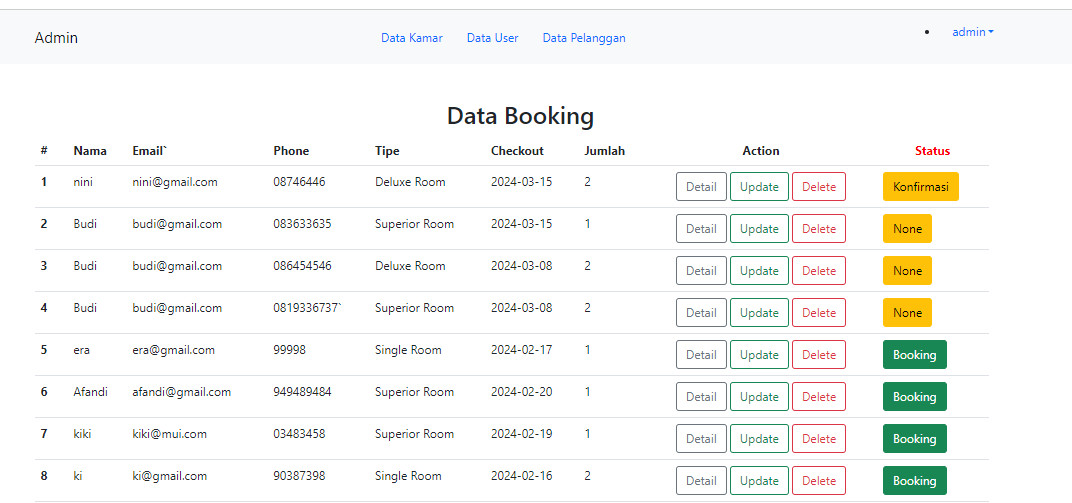 Admin Data Kamar Data User Data Pelanggan • admin
Data Booking
# Nama Email` Phone Tipe Checkout Jumlah Action Status
1 nini nini@gmail.com 08746446 Deluxe Room 2024-03-15 2 Detail Update Delete Konfirmasi
2 Budi budi@gmail.com 083633635 Superior Room 2024-03-15 1 Detail Update Delete None
3 Budi budi@gmail.com 086454546 Deluxe Room 2024-03-08 2 Detail Update Delete None
4 Budi budi@gmail.com 0819336737` Superior Room 2024-03-08 2 Detail Update Delete None
5 era era@gmail.com 99998 Single Room 2024-02-17 1 Detail Update Delete Booking
6 Afandi afandi@gmail.com 949489484 Superior Room 2024-02-20 1 Detail Update Delete Booking
7 kiki kiki@mui.com 03483458 Superior Room 2024-02-19 1 Detail Update Delete Booking
8 ki ki@gmail.com 90387398 Single Room 2024-02-16 2 Detail Update Delete Booking